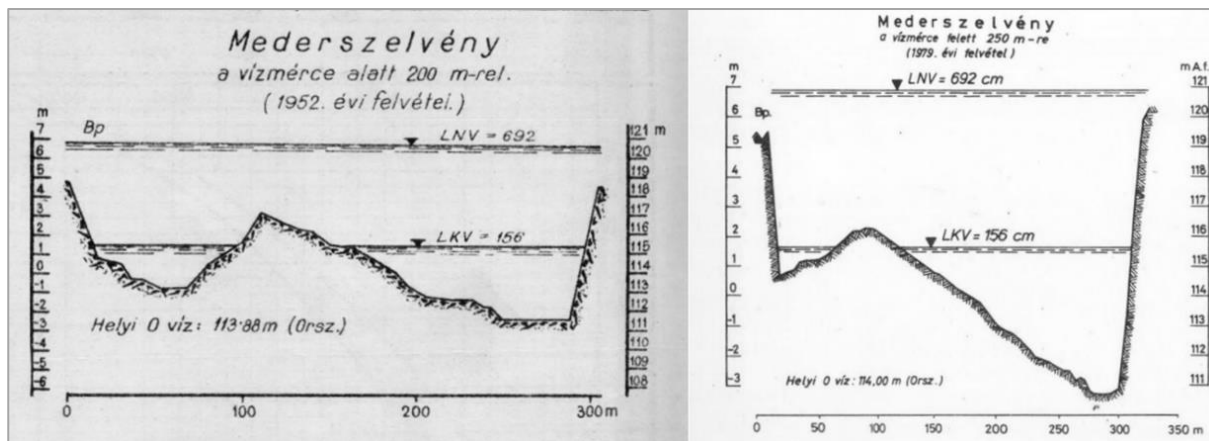 Mederszelvény
a vízmérce alatt 200 m-rel.
(1952. évi felvétel.)
m
7
6
5
4
3
2
1
0
-1
-2
-3
-4
-5
-6
Bp
LNV = 692
LKV = 156
Helyi 0 víz: 113·88 m (Orsz.)
121 m
120
119
118
117
116
115
114
113
112
111
110
109
108
0
100
200
300 m
Mederszelvény
a vízmérce felett 250 m-re
(1979. évi felvétel)
m
7
6
5
4
3
2
1
0
-1
-2
-3
Bp.
LNV = 692 cm
LKV = 156 cm
Helyi 0 víz: 114,00 m (Orsz.)
m A.f.
121
120
119
118
117
116
115
114
113
112
111
0
50
100
150
200
250
300
350 m